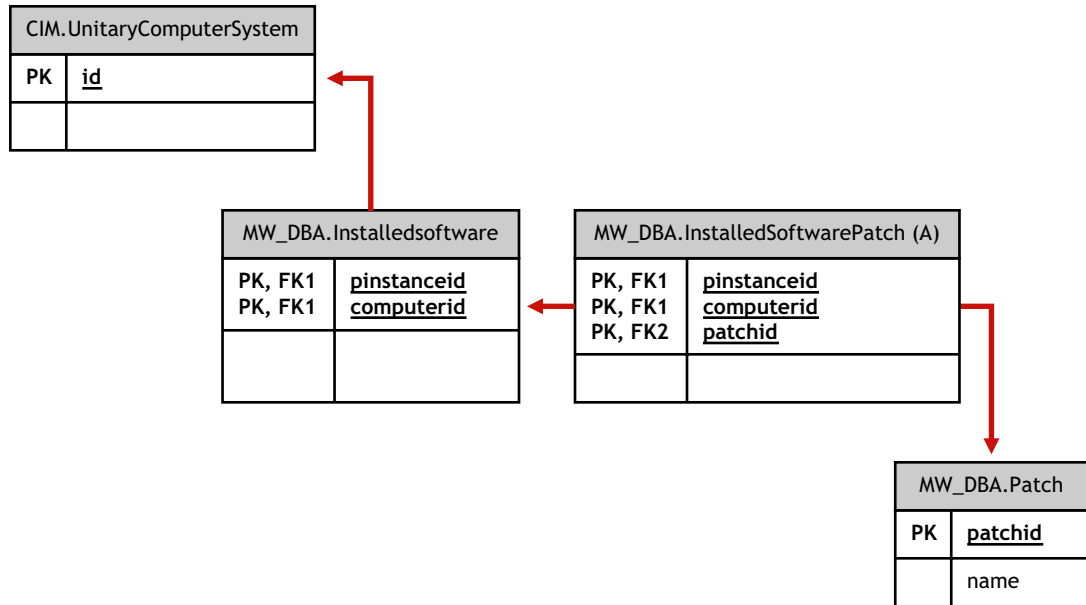 CIM.UnitaryComputerSystem
PK id
MW_DBA.Installedsoftware
PK, FK1 pinstanceid
PK, FK1 computerid
MW_DBA.InstalledSoftwarePatch (A)
PK, FK1 pinstanceid
PK, FK1 computerid
PK, FK2 patchid
MW_DBA.Patch
PK patchid
name